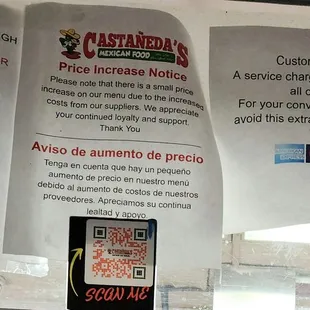 GH
R
CASTAÑEDA'S
MEXICAN FOOD
Price Increase Notice
Please note that there is a small price
increase on our menu due to the increased
costs from our suppliers. We appreciate
your continued loyalty and support.
Thank You
Aviso de aumento de precio
Tenga en cuenta que hay un pequeño
aumento de precio en nuestro menú
debido al aumento de costos de nuestros
proveedores. Apreciamos su continua
lealtad y apoyo.
SCAN ME
Custo
A service char
all c
For your conv
avoid this extra